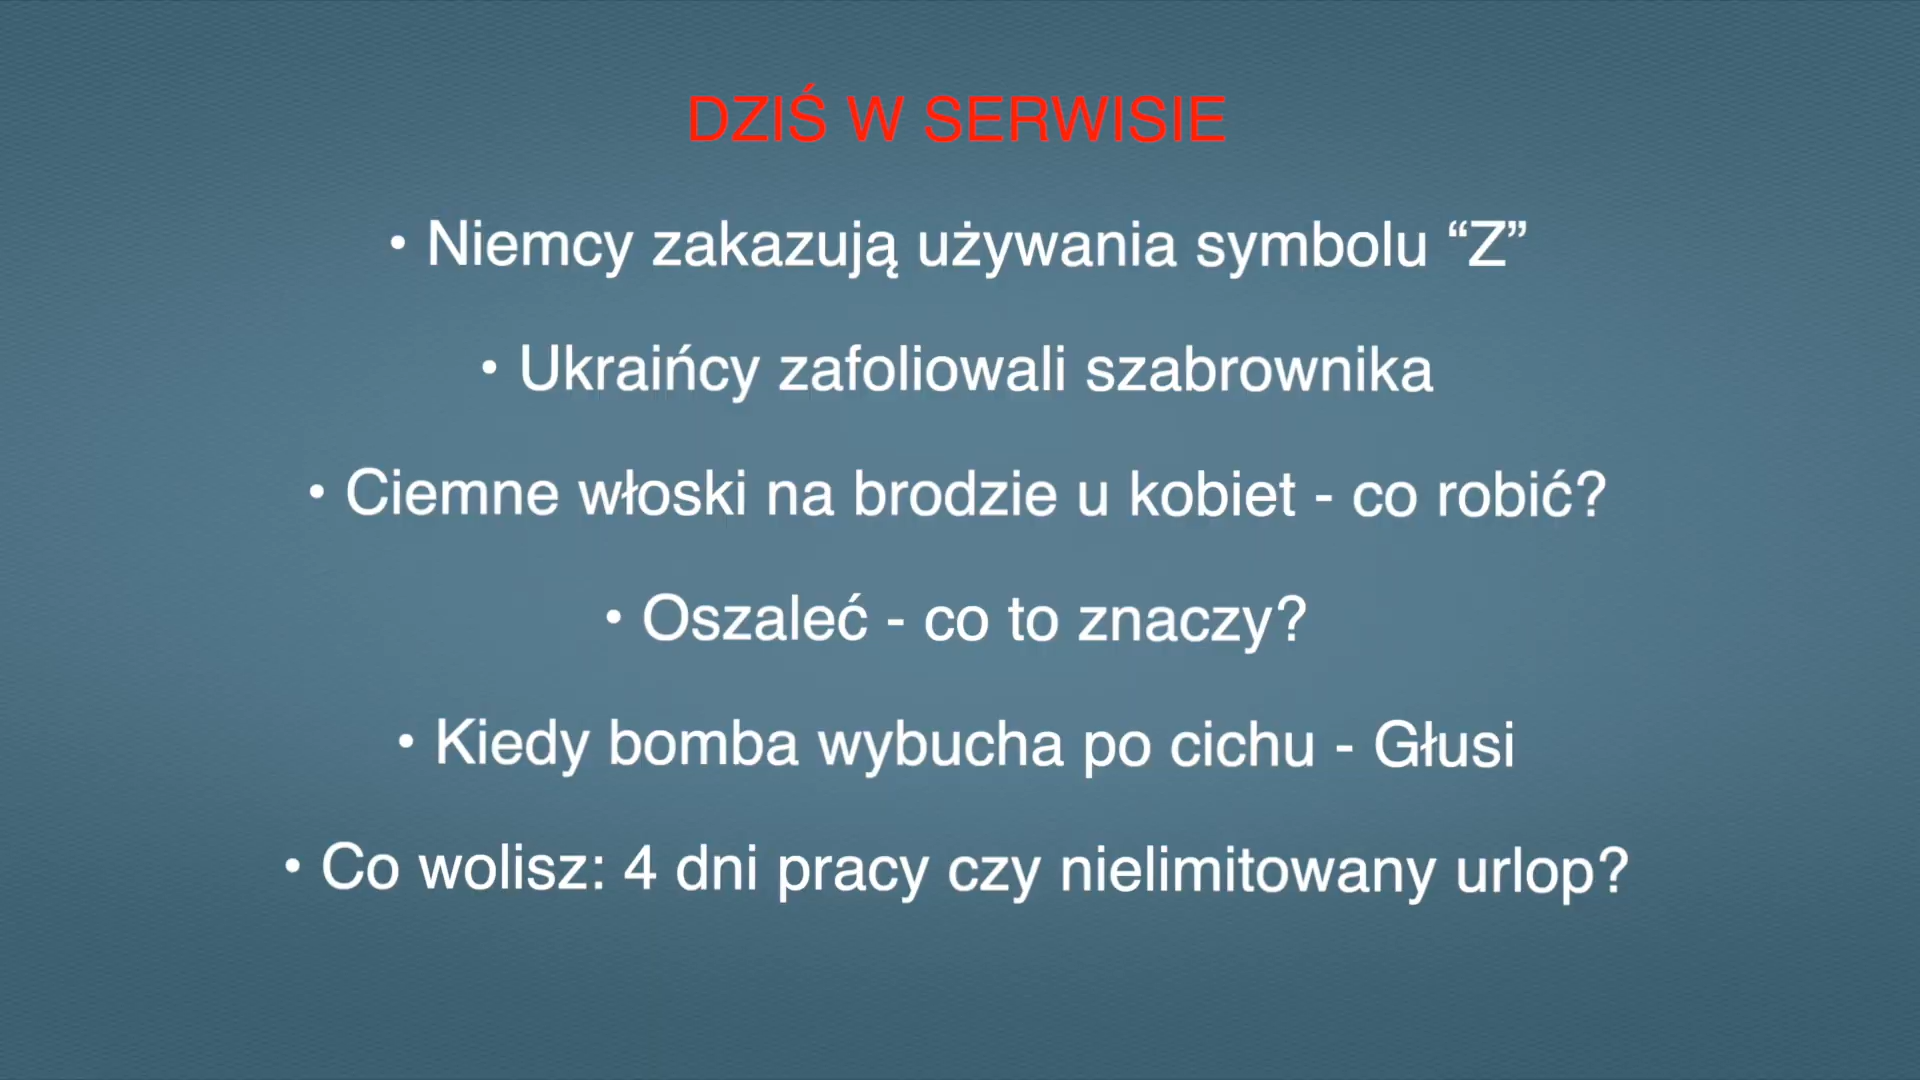 DZIŚ W SERWISIE
• Niemcy zakazują używania symbolu “Z”
• Ukraińcy zafoliowali szabrownika
• Ciemne włoski na brodzie u kobiet - co robić?
• Oszaleć - co to znaczy?
• Kiedy bomba wybucha po cichu - Głusi
• Co wolisz: 4 dni pracy czy nielimitowany urlop?